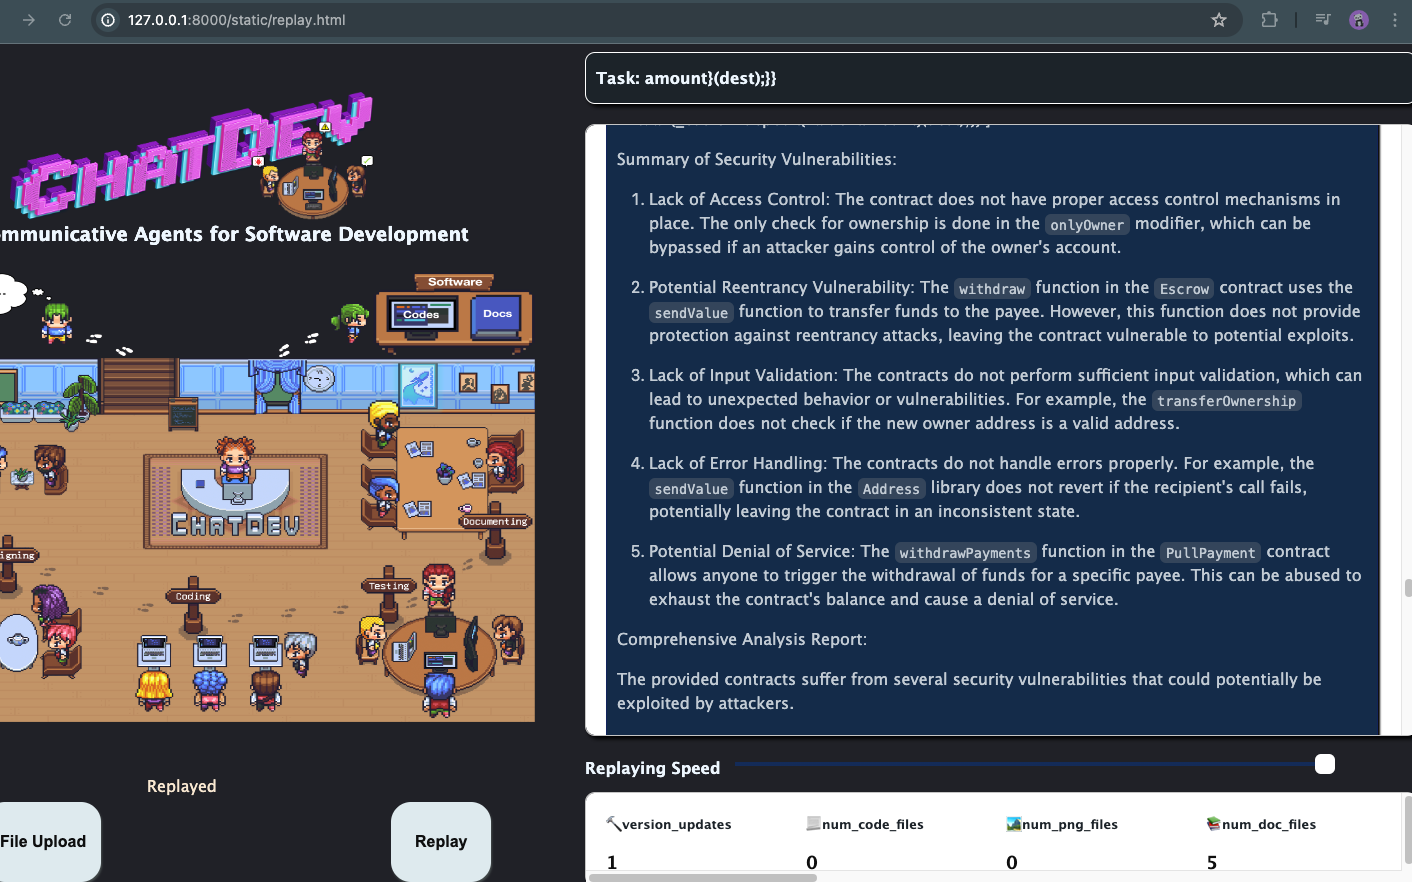 127.0.0.1:8000/static/replay.html
Task: amount}(dest);}}
CHATDEV
mmunicative Agents for Software Development
Software
Codes
Docs
CHATDEV
Documenting
igning
Testing
Coding
Replayed
File Upload
Replay
Summary of Security Vulnerabilities:
1. Lack of Access Control: The contract does not have proper access control mechanisms in
place. The only check for ownership is done in the onlyOwner modifier, which can be
bypassed if an attacker gains control of the owner's account.
2. Potential Reentrancy Vulnerability: The withdraw function in the Escrow contract uses the
sendValue function to transfer funds to the payee. However, this function does not provide
protection against reentrancy attacks, leaving the contract vulnerable to potential exploits.
3. Lack of Input Validation: The contracts do not perform sufficient input validation, which can
lead to unexpected behavior or vulnerabilities. For example, the transferOwnership
function does not check if the new owner address is a valid address.
4. Lack of Error Handling: The contracts do not handle errors properly. For example, the
sendValue function in the Address library does not revert if the recipient's call fails,
potentially leaving the contract in an inconsistent state.
5. Potential Denial of Service: The withdrawPayments function in the PullPayment contract
allows anyone to trigger the withdrawal of funds for a specific payee. This can be abused to
exhaust the contract's balance and cause a denial of service.
Comprehensive Analysis Report:
The provided contracts suffer from several security vulnerabilities that could potentially be
exploited by attackers.
Replaying Speed
version_updates num_code_files num_png_files num_doc_files
1 0 0 5